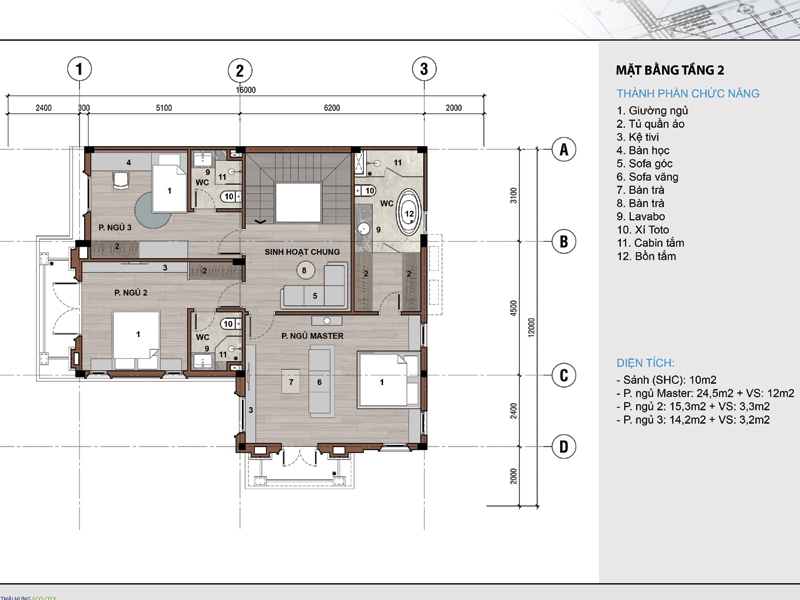 1
2
3
16000
2400
300
5100
6200
2000
MẶT BẰNG TẦNG 2
THÀNH PHẦN CHỨC NĂNG
1. Giường ngủ
2. Tủ quần áo
3. Kệ tivi
4. Bàn học
5. Sofa góc
6. Sofa văng
7. Bàn trà
8. Bàn trà
9. Lavabo
10. Xí Toto
11. Cabin tắm
12. Bồn tắm
DIỆN TÍCH:
- Sảnh (SHC): 10m2
- P. ngủ Master: 24,5m2 + VS: 12m2
- P. ngủ 2: 15,3m2 + VS: 3,3m2
- P. ngủ 3: 14,2m2 + VS: 3,2m2
A
B
C
D
3100
4500
12000
2400
2000
4
1
9
11
WC
10
P. NGỦ 3
2
11
10
WC
12
9
SINH HOẠT CHUNG
8
5
2
2
3
2
P. NGỦ 2
1
10
WC
9
11
P. NGỦ MASTER
7
6
1
3
THÁI HƯNG ECO CITY